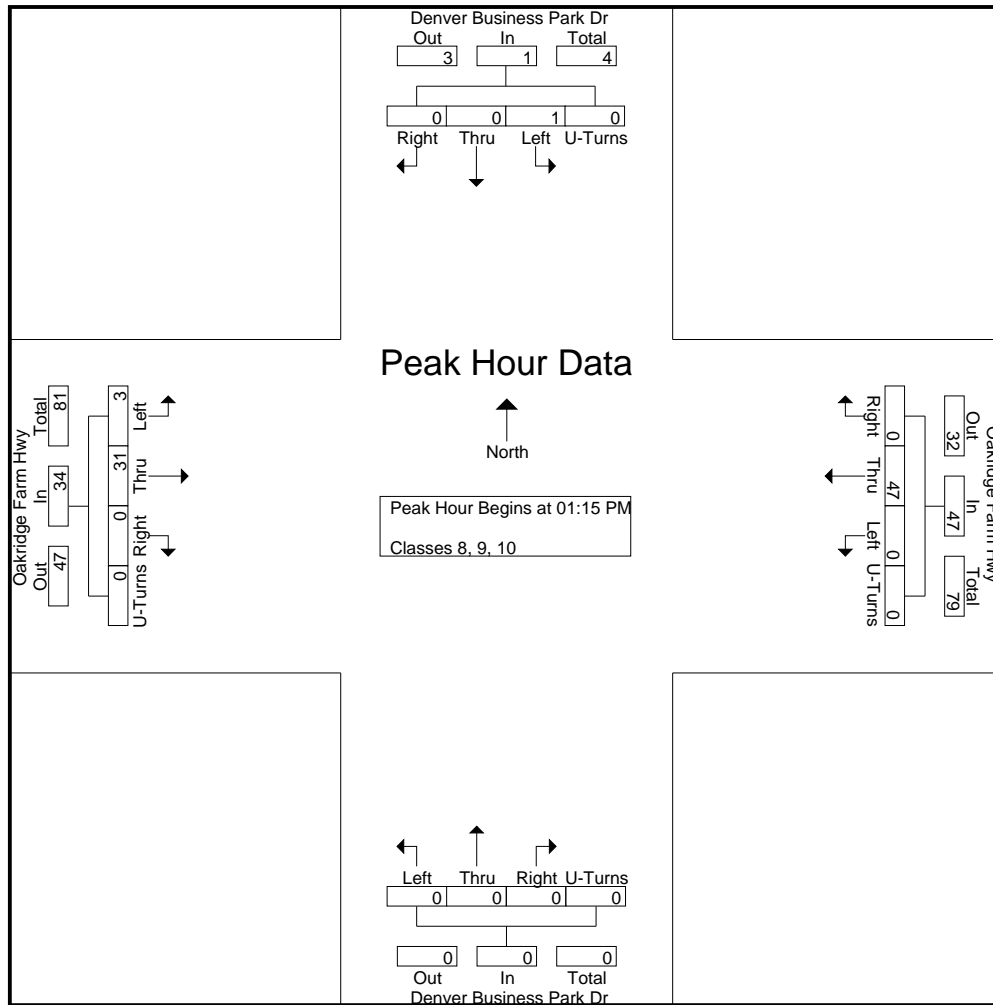 Denver Business Park Dr
Out In Total
3 1 4
0 0 1 0
Right Thru Left U-Turns
Peak Hour Data
North
Peak Hour Begins at 01:15 PM
Classes 8, 9, 10
Oakridge Farm Hwy
Out In Total
47 34 81
3 31 0 0
Left Thru Right U-Turns
Oakridge Farm Hwy
Out In Total
32 47 79
0 47 0 0
Right Thru Left U-Turns
Left Thru Right U-Turns
0 0 0 0
0 0 0
Out In Total
Denver Business Park Dr